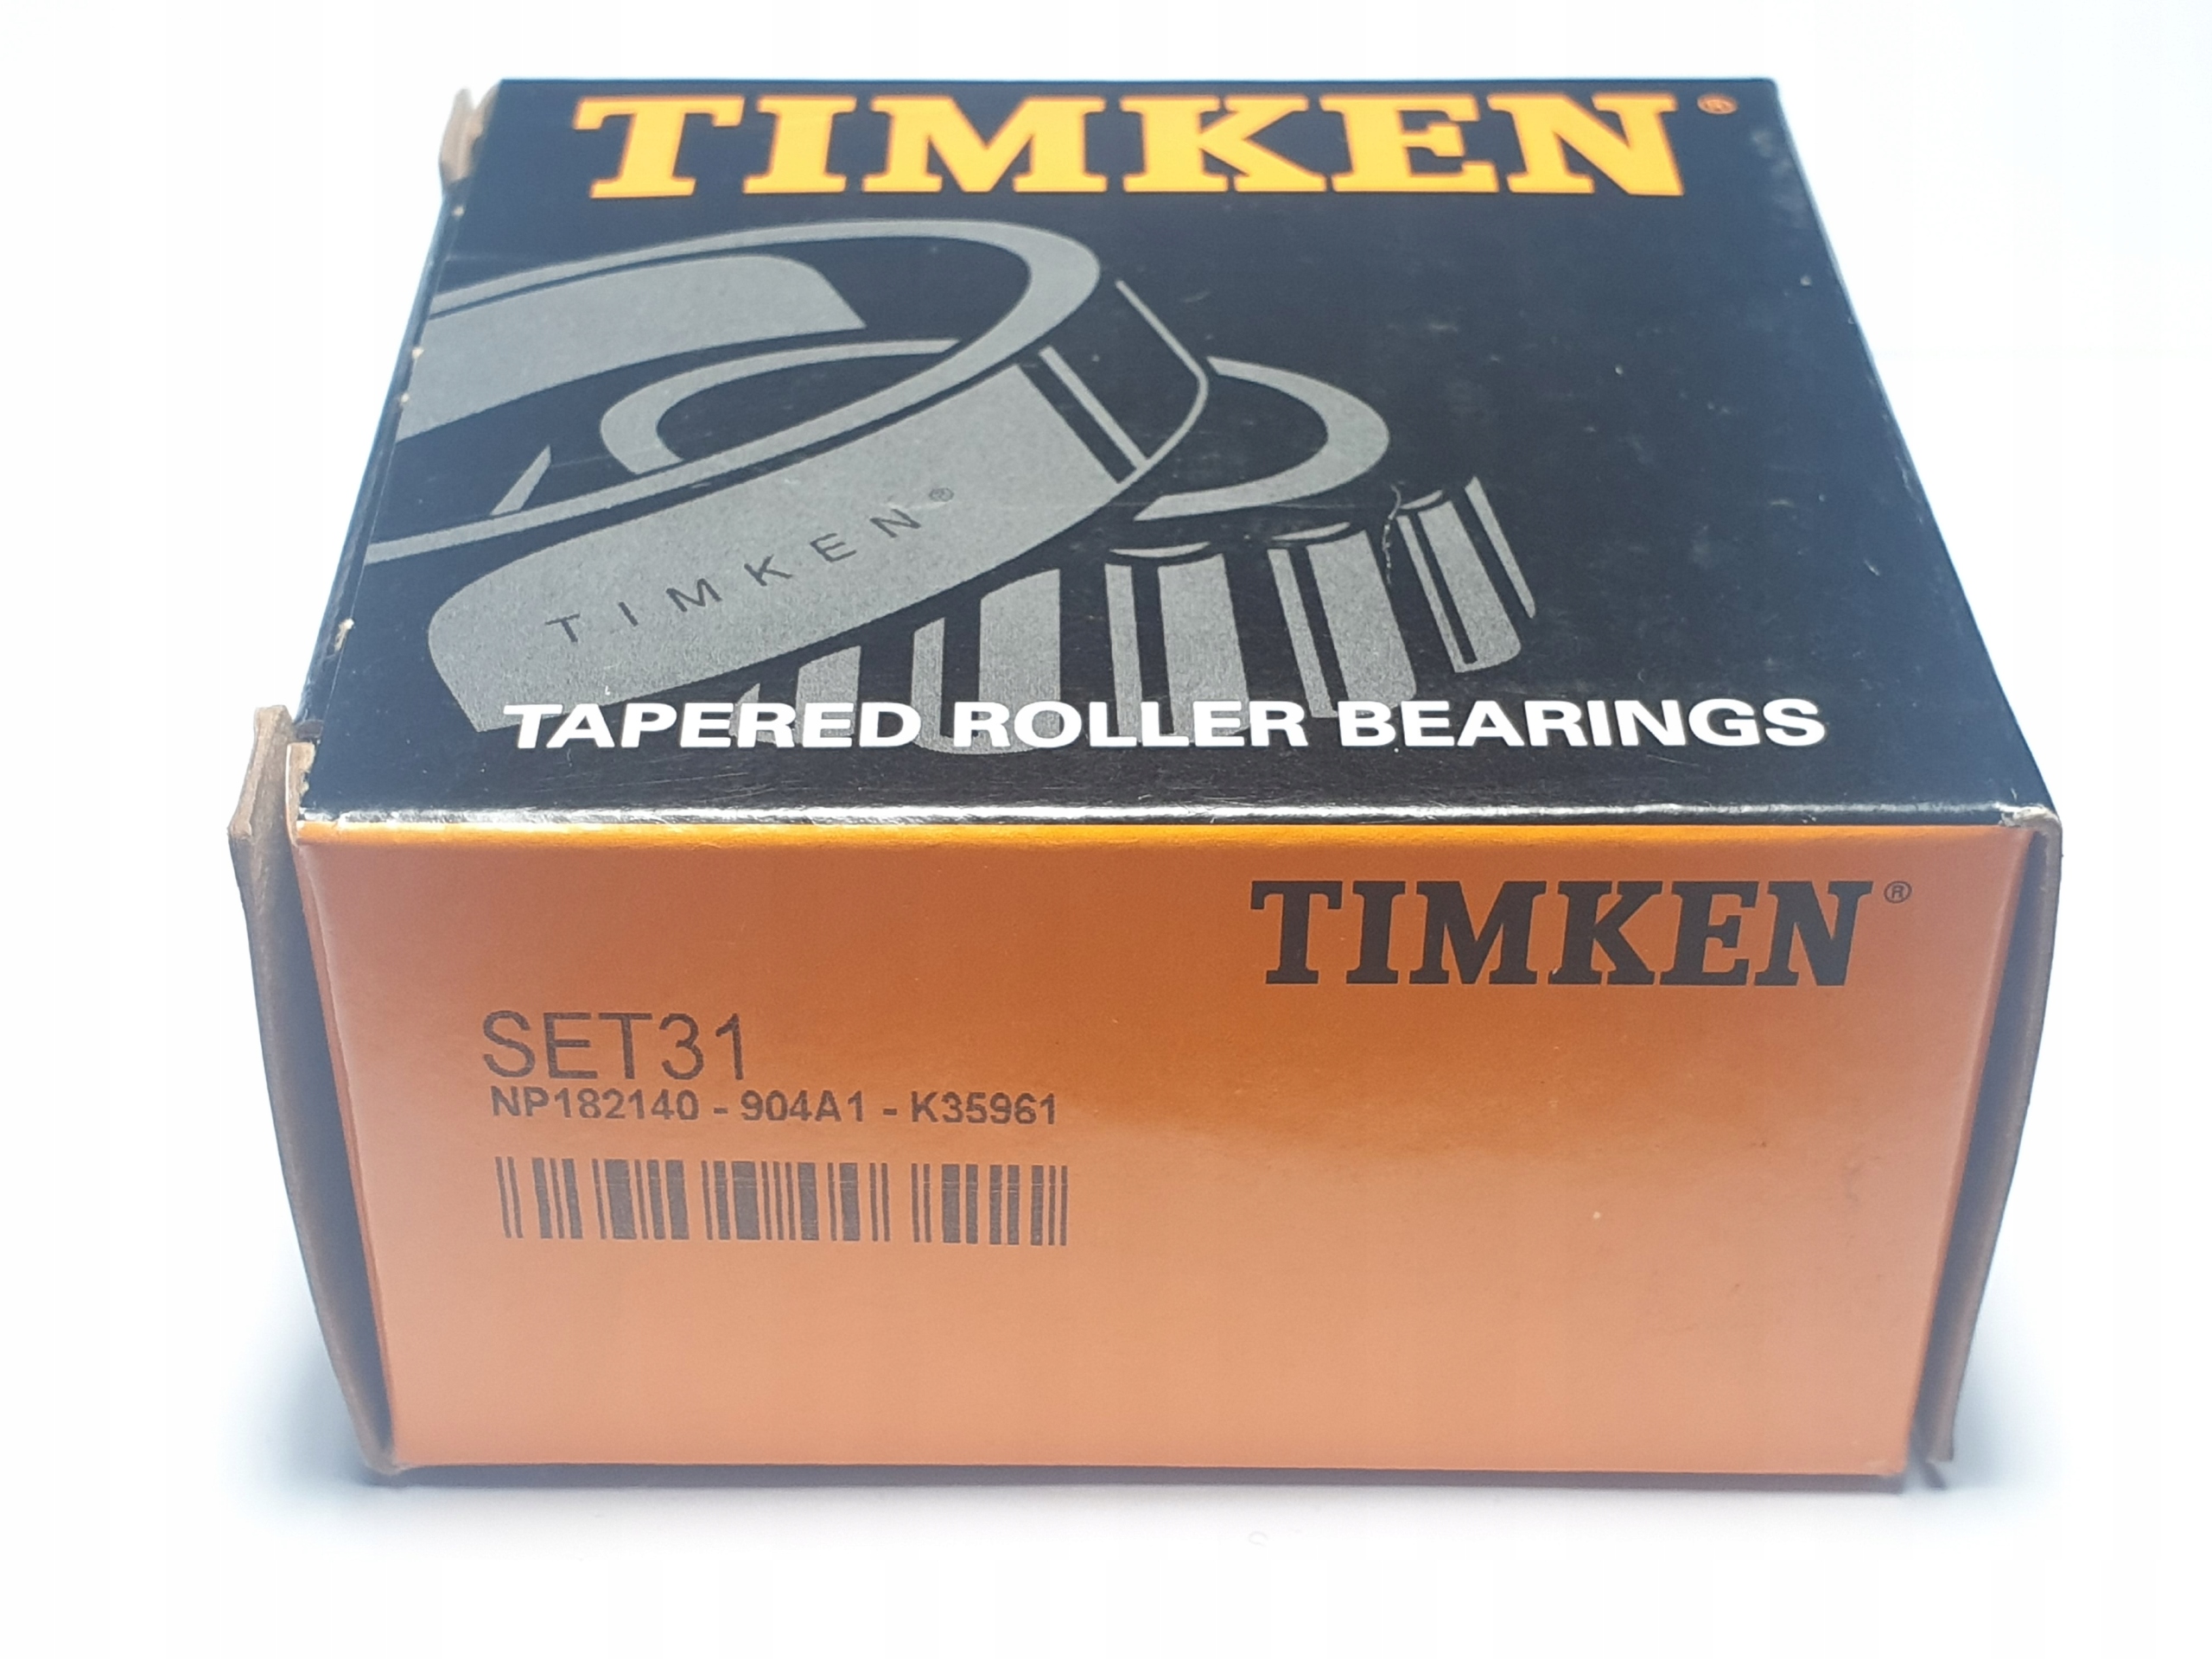 TIMKEN®
TIMKEN®
TAPERED ROLLER BEARINGS
TIMKEN®
SET31
NP182140 - 904A1 - K35961